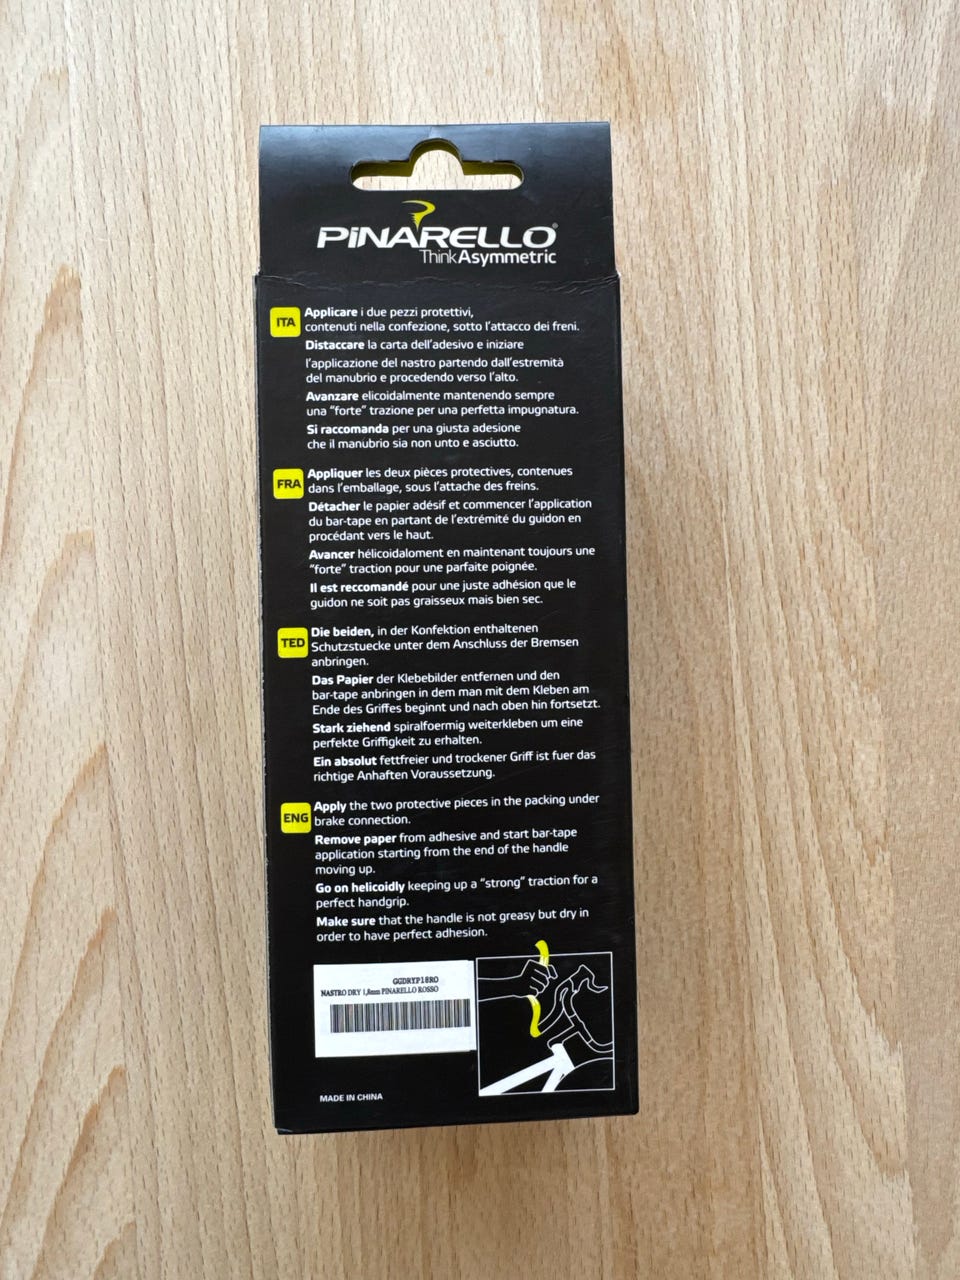 PiNARELLO®
ThinkAsymmetric
ITA
Applicare i due pezzi protettivi,
contenuti nella confezione, sotto l'attacco dei freni.
Distaccare la carta dell'adesivo e iniziare
l'applicazione del nastro partendo dall'estremità
del manubrio e procedendo verso l'alto.
Avanzare elicoidalmente mantenendo sempre
una "forte" trazione per una perfetta impugnatura.
Si raccomanda per una giusta adesione
che il manubrio sia non unto e asciutto.
FRA
Appliquer les deux pièces protectives, contenues
dans l'emballage, sous l'attache des freins.
Détacher le papier adésif et commencer l'application
du bar-tape en partant de l'extrémité du guidon en
procédant vers le haut.
Avancer hélicoidaloment en maintenant toujours une
"forte" traction pour une parfaite poignée.
Il est reccomandé pour une juste adhésion que le
guidon ne soit pas graisseux mais bien sec.
TED
Die beiden, in der Konfektion enthaltenen
Schutzstuecke unter dem Anschluss der Bremsen
anbringen.
Das Papier der Klebebilder entfernen und den
bar-tape anbringen in dem man mit dem Kleben am
Ende des Griffes beginnt und nach oben hin fortsetzt.
Stark ziehend spiralfoermig weiterkleben um eine
perfekte Griffigkeit zu erhalten.
Ein absolut fettfreier und trockener Griff ist fuer das
richtige Anhaften Voraussetzung.
ENG
Apply the two protective pieces in the packing under
brake connection.
Remove paper from adhesive and start bar-tape
application starting from the end of the handle
moving up.
Go on helicoidly keeping up a "strong" traction for a
perfect handgrip.
Make sure that the handle is not greasy but dry in
order to have perfect adhesion.
GGDRYP18RO
NASTRO DRY 1,8mm PINARELLO ROSSO
MADE IN CHINA